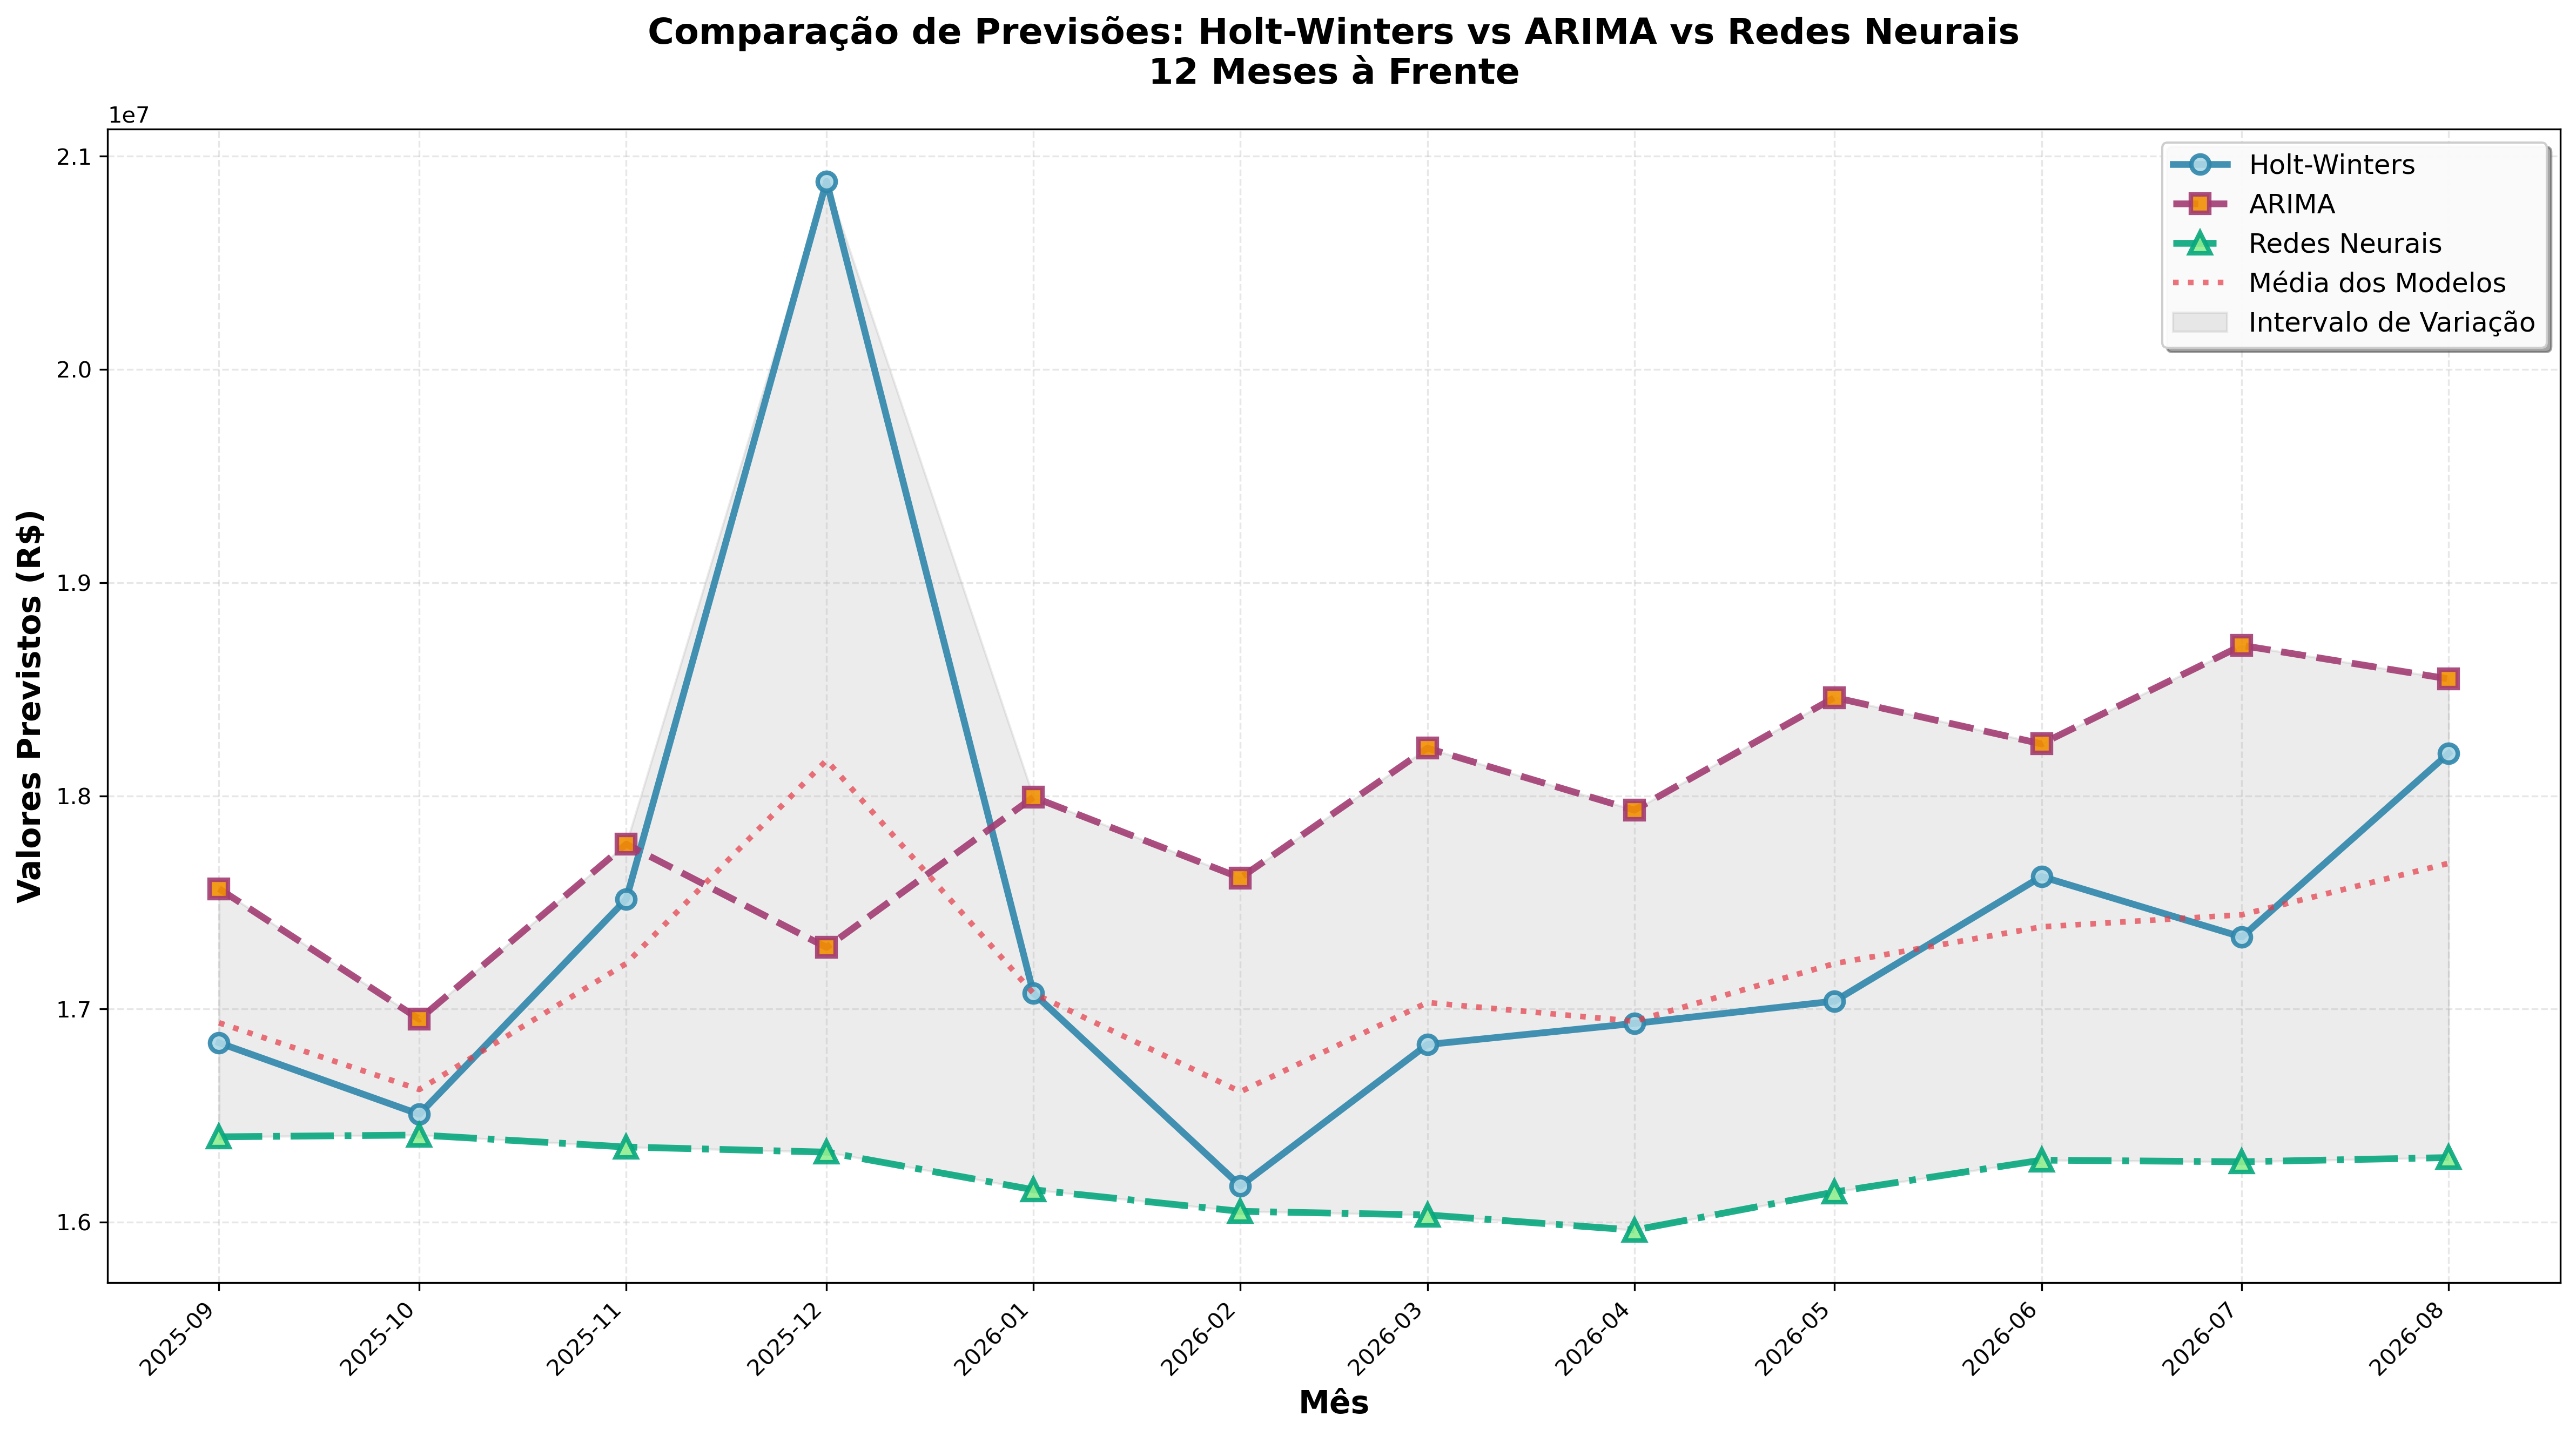 Comparação de Previsões: Holt-Winters vs ARIMA vs Redes Neurais
12 Meses à Frente
1e7
2.1
2.0
1.9
1.8
1.7
1.6
Valores Previstos (R$)
Holt-Winters
ARIMA
Redes Neurais
Média dos Modelos
Intervalo de Variação
2025-09
2025-10
2025-11
2025-12
2026-01
2026-02
2026-03
2026-04
2026-05
2026-06
2026-07
2026-08
Mês